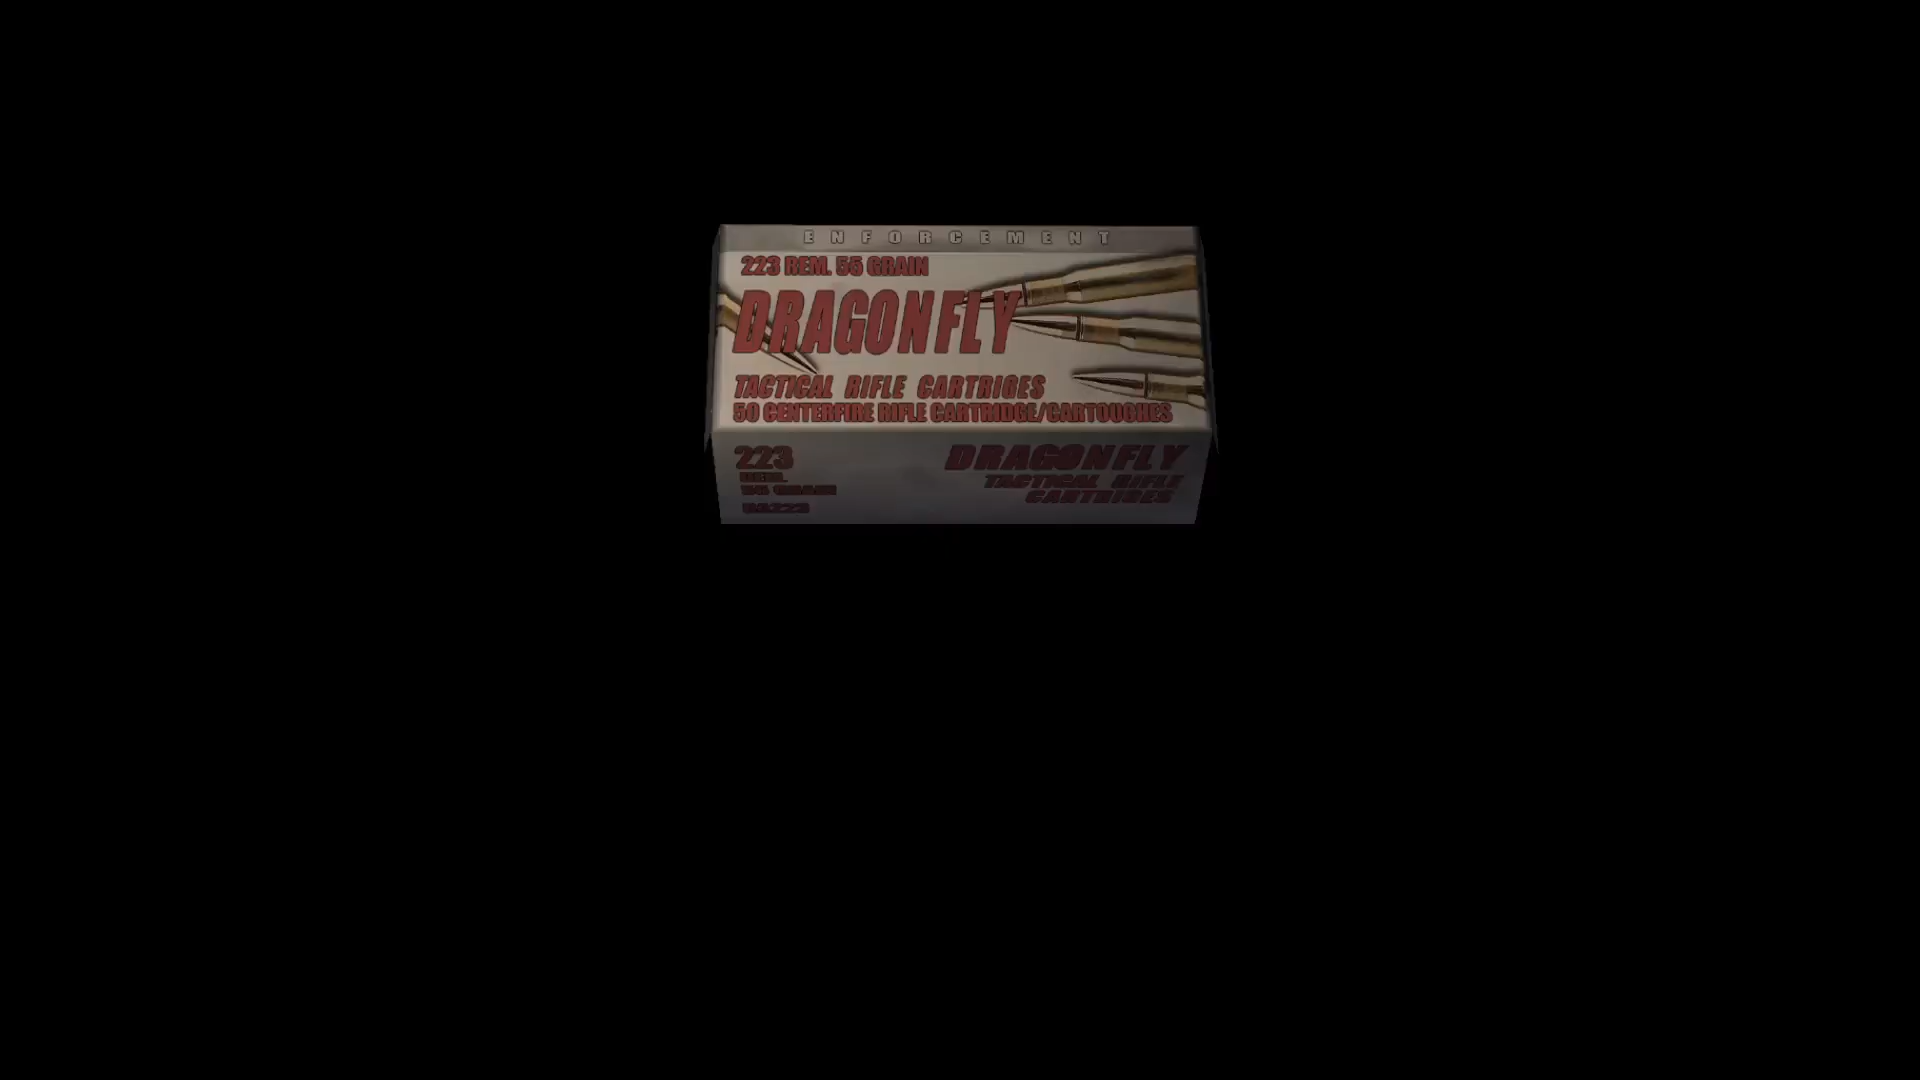 ENFORCEMENT
223 REM. 55 GRAIN
DRAGONFLY
TACTICAL RIFLE CARTRIGES
50 CENTERFIRE RIFLE CARTRIDGE/CARTOUCHES
223
DRAGONFLY
TACTICAL RIFLE
CARTRIGES